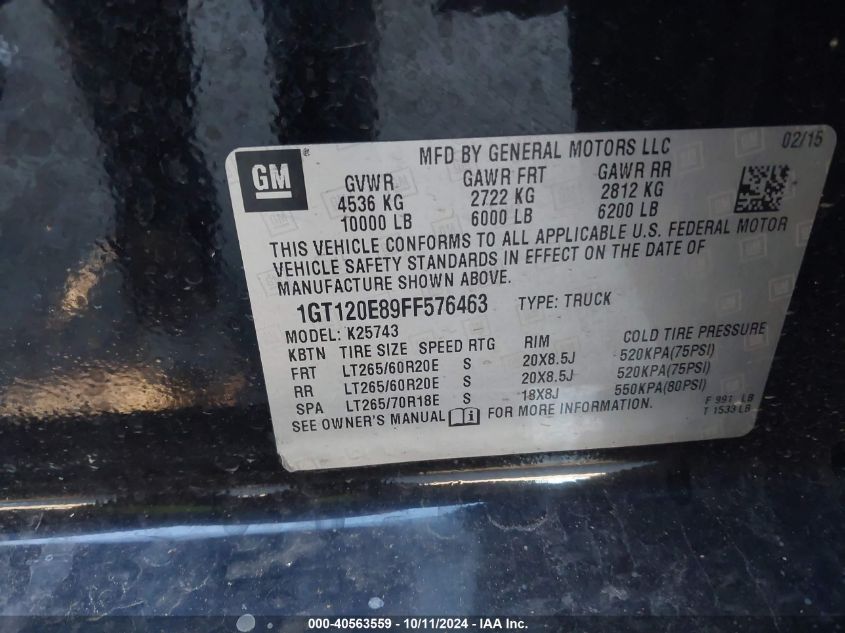 GM
MFD BY GENERAL MOTORS LLC
02/15
GVWR GAWR FRT GAWR RR
4536 KG 2722 KG 2812 KG
10000 LB 6000 LB 6200 LB
THIS VEHICLE CONFORMS TO ALL APPLICABLE U.S. FEDERAL MOTOR
VEHICLE SAFETY STANDARDS IN EFFECT ON THE DATE OF
MANUFACTURE SHOWN ABOVE.
1GT120E89FF576463 TYPE: TRUCK
MODEL: K25743
KBTN TIRE SIZE SPEED RTG RIM COLD TIRE PRESSURE
FRT LT265/60R20E S 20X8.5J 520KPA(75PSI)
RR LT265/60R20E S 20X8.5J 520KPA(75PSI)
SPA LT265/70R18E S 18X8J 550KPA(80PSI)
SEE OWNER'S MANUAL FOR MORE INFORMATION.
F 991 LB
T 1533 LB
000-40563559 - 10/11/2024 - IAA Inc.